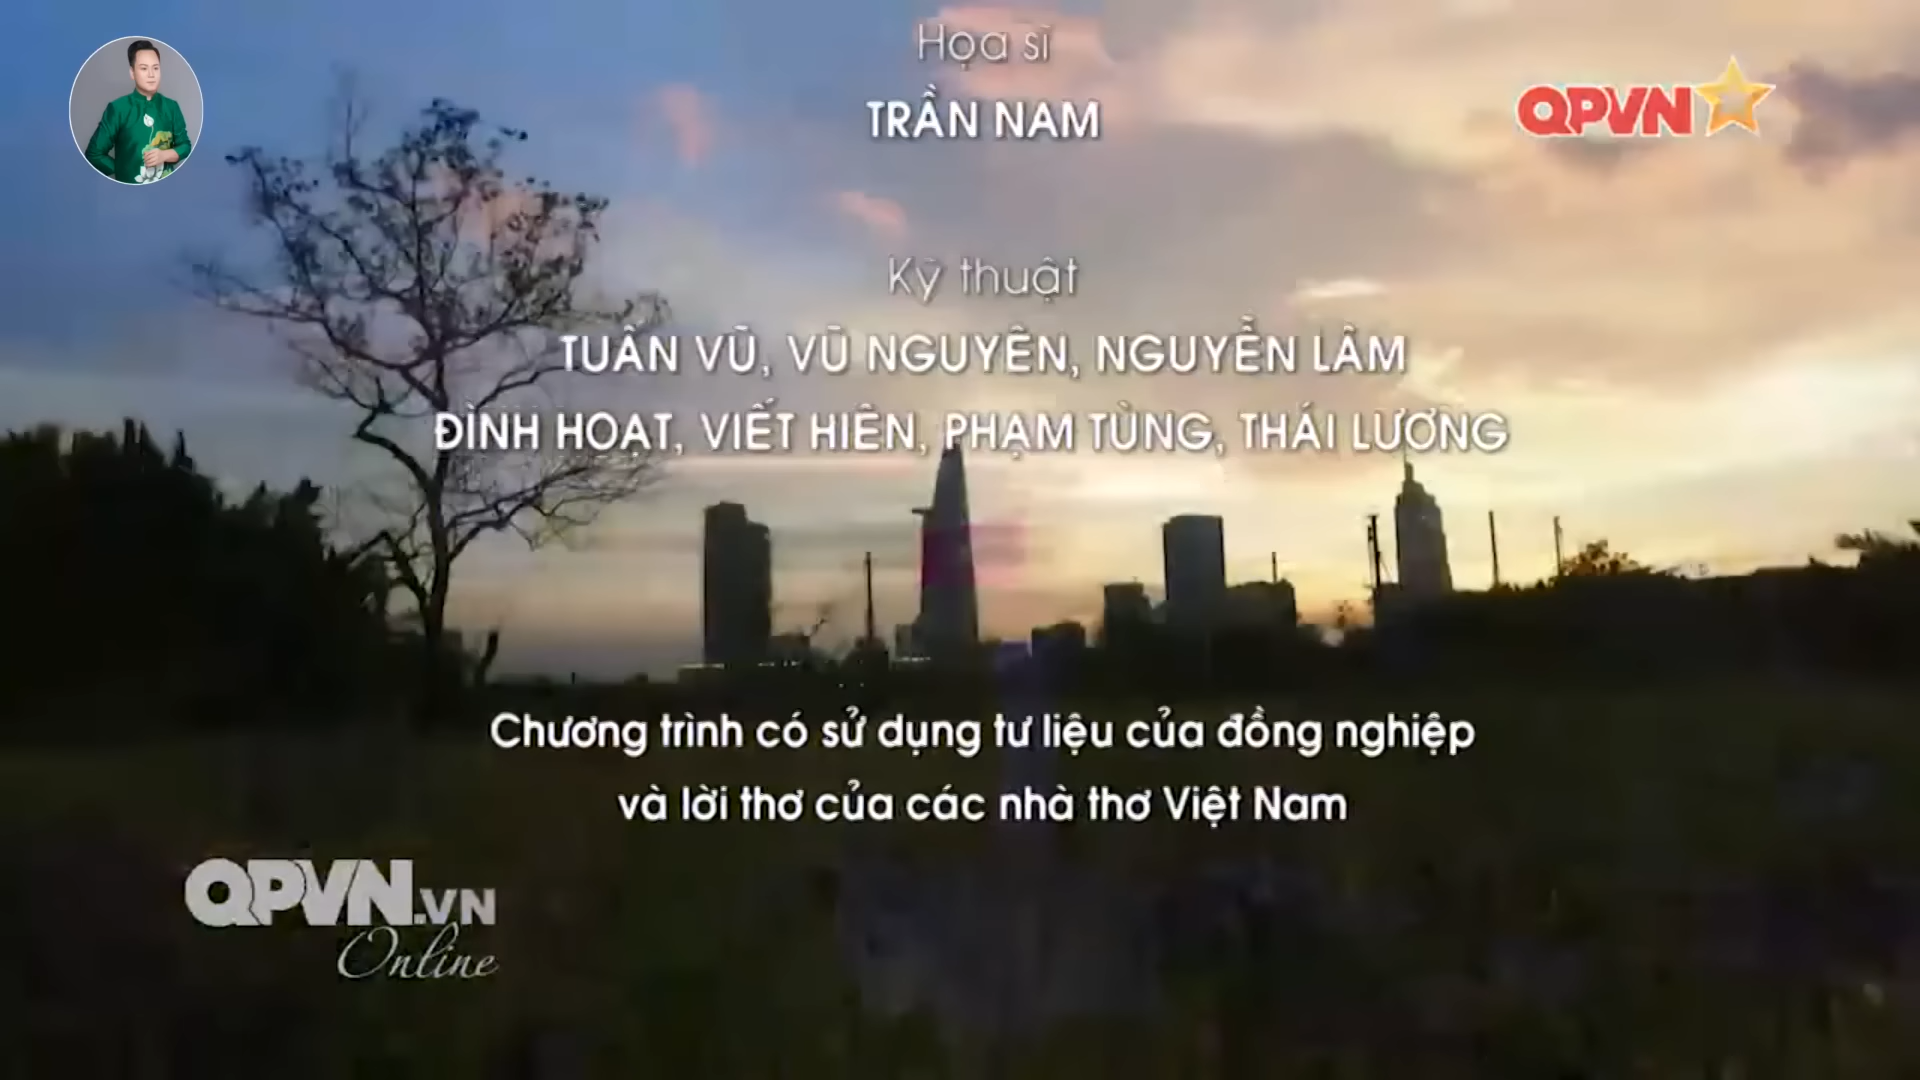 Họa sĩ
TRẦN NAM
QPVN
Kỹ thuật
TUẤN VŨ, VŨ NGUYÊN, NGUYỄN LÂM
ĐÌNH HOẠT, VIẾT HIÊN, PHẠM TÙNG, THÁI LƯƠNG
Chương trình có sử dụng tư liệu của đồng nghiệp
và lời thơ của các nhà thơ Việt Nam
QPVN.VN
Online